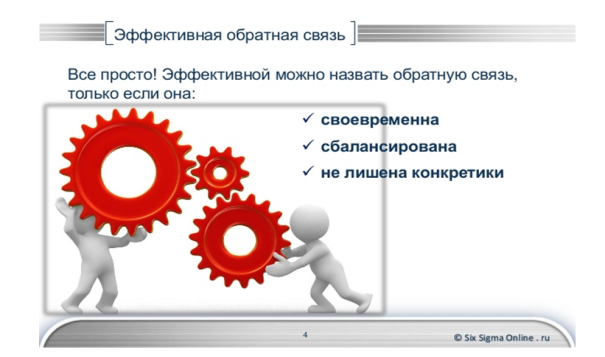 Эффективная обратная связь
Все просто! Эффективной можно назвать обратную связь,
только если она:
✓ своевременна
✓ сбалансирована
✓ не лишена конкретики
4
© Six Sigma Online . ru